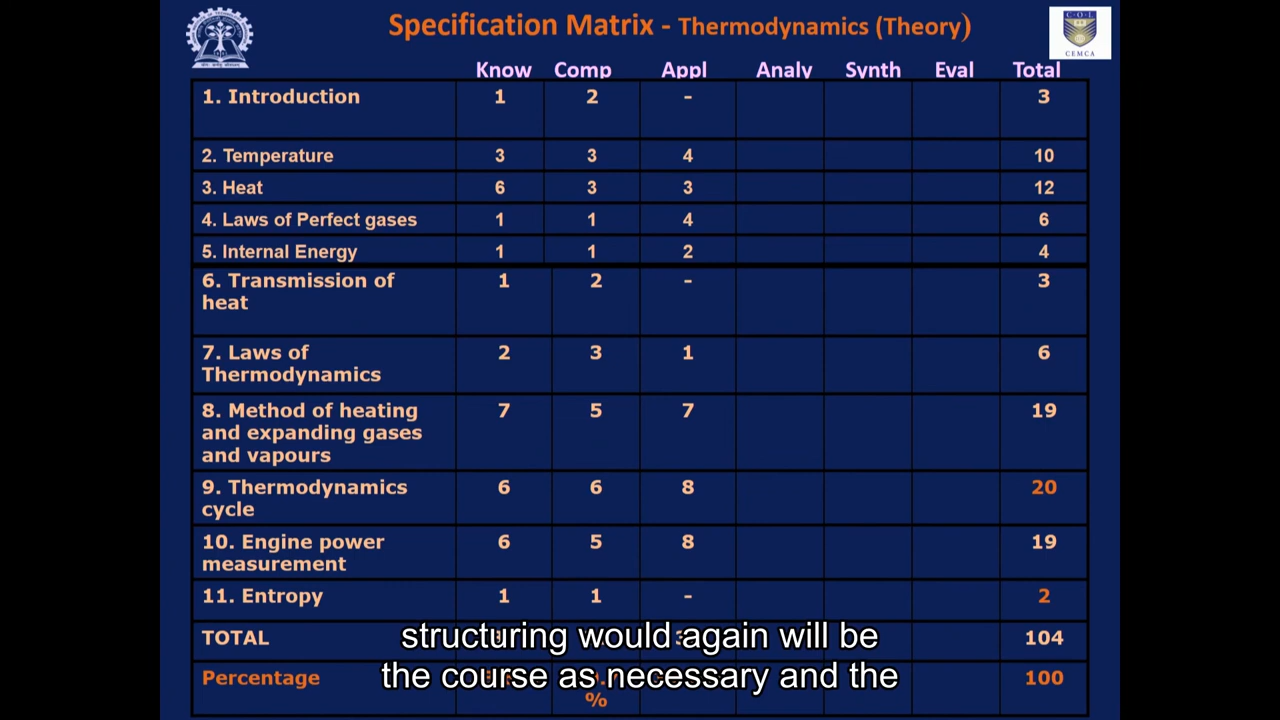 Specification Matrix - Thermodynamics (Theory)
C.O.L
CEMCA
Know Comp Appl Analy Synth Eval Total
1. Introduction 1 2 - 3
2. Temperature 3 3 4 10
3. Heat 6 3 3 12
4. Laws of Perfect gases 1 1 4 6
5. Internal Energy 1 1 2 4
6. Transmission of 1 2 - 3
heat
7. Laws of 2 3 1 6
Thermodynamics
8. Method of heating 7 5 7 19
and expanding gases
and vapours
9. Thermodynamics 6 6 8 20
cycle
10. Engine power 6 5 8 19
measurement
11. Entropy 1 1 - 2
TOTAL 104
structuring would again will be
Percentage 100
the course as necessary and the
%